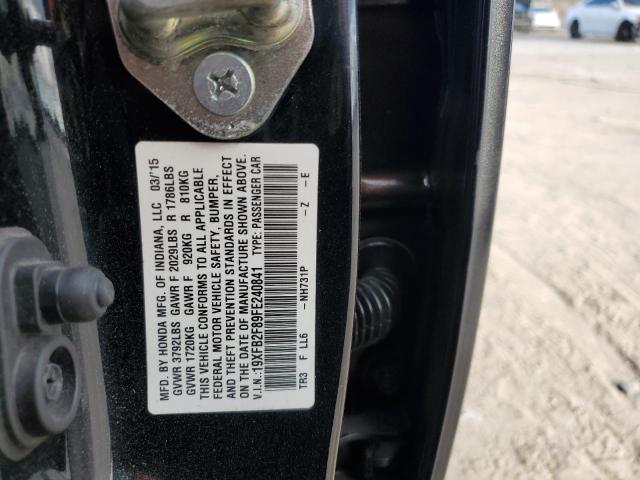 MFD. BY HONDA MFG. OF INDIANA, LLC 03/'15
GVWR 3792LBS GAWR F 2029LBS R 1786LBS
GVWR 1720KG GAWR F 920KG R 810KG
THIS VEHICLE CONFORMS TO ALL APPLICABLE
FEDERAL MOTOR VEHICLE SAFETY, BUMPER,
AND THEFT PREVENTION STANDARDS IN EFFECT
ON THE DATE OF MANUFACTURE SHOWN ABOVE.
V.I.N.:19XFB2F89FE240841 TYPE: PASSENGER CAR
TR3 F LL6 -NH731P -Z -E